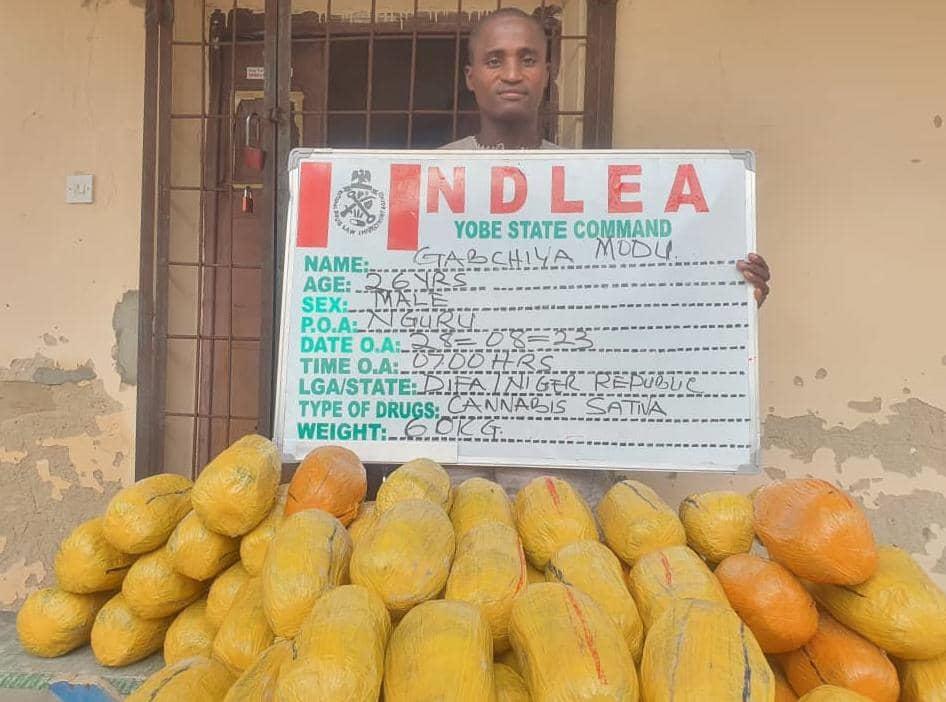 NDLEA
YOBE STATE COMMAND
NAME: GABCHIYA MODU.
AGE: 26YRS
SEX: MALE
P.O.A: NGURU
DATE O.A: 28=08=23
TIME O.A: 0700HRS
LGA/STATE: DIFA/NIGER REPUBLIC
TYPE OF DRUGS: CANNABIS SATIVA
WEIGHT: 60KG